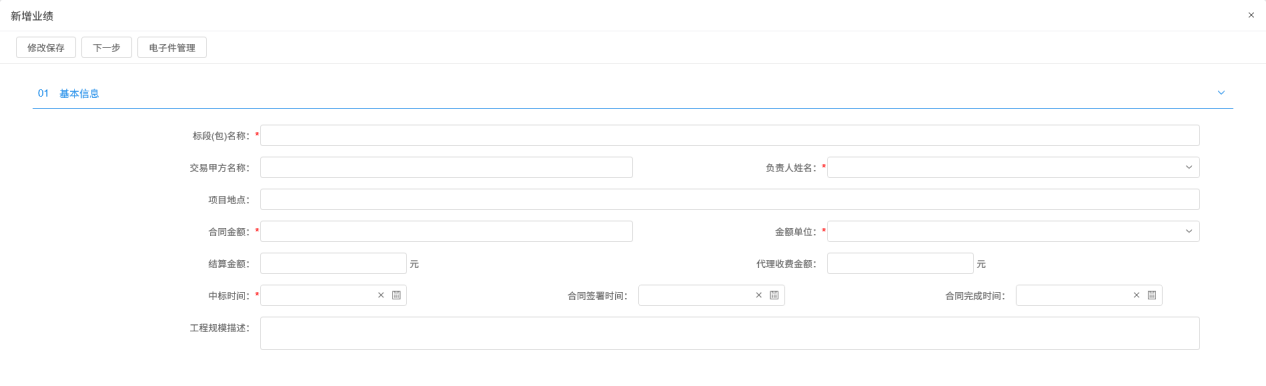 新增业绩 ×
修改保存 下一步 电子件管理
01 基本信息
标段(包)名称：*
交易甲方名称： 负责人姓名：*
项目地点：
合同金额：* 金额单位：*
结算金额： 元 代理收费金额： 元
中标时间：* × 合同签署时间： × 合同完成时间： ×
工程规模描述：